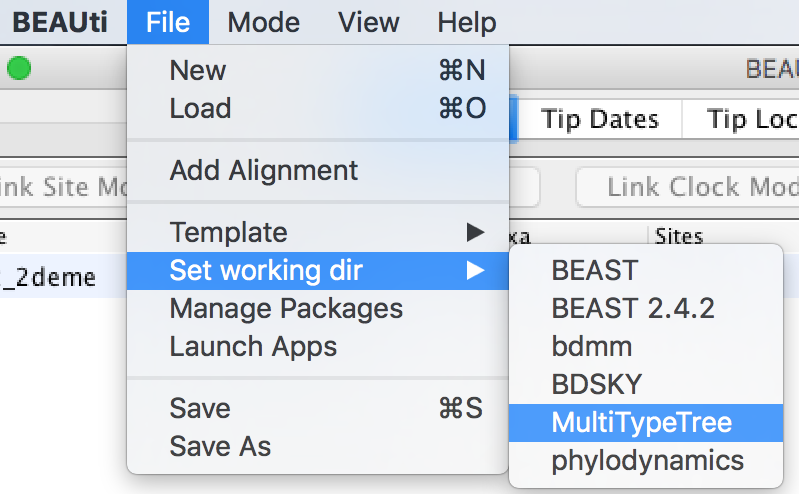 BEAUti File Mode View Help
BEAU
New ⌘N
Load ⌘O
Tip Dates Tip Loc
Add Alignment
ink Site Mo Link Clock Mod
Template
e xa Sites
Set working dir
_2deme
BEAST
Manage Packages
BEAST 2.4.2
Launch Apps
bdmm
BDSKY
Save ⌘S
MultiTypeTree
Save As
phylodynamics